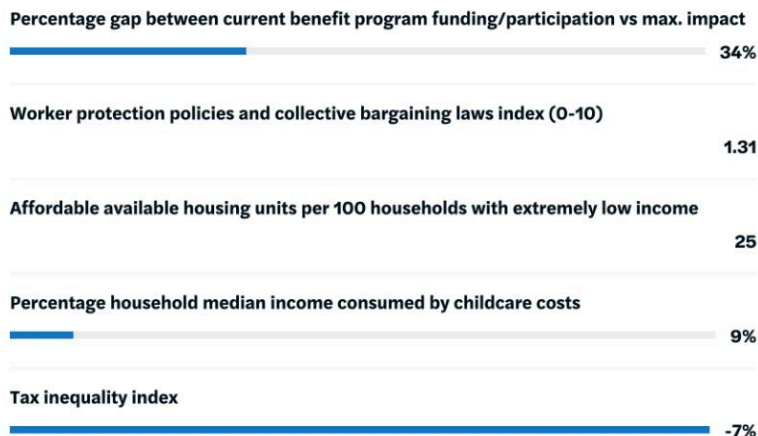 Percentage gap between current benefit program funding/participation vs max. impact
34%
Worker protection policies and collective bargaining laws index (0-10)
1.31
Affordable available housing units per 100 households with extremely low income
25
Percentage household median income consumed by childcare costs
9%
Tax inequality index
-7%